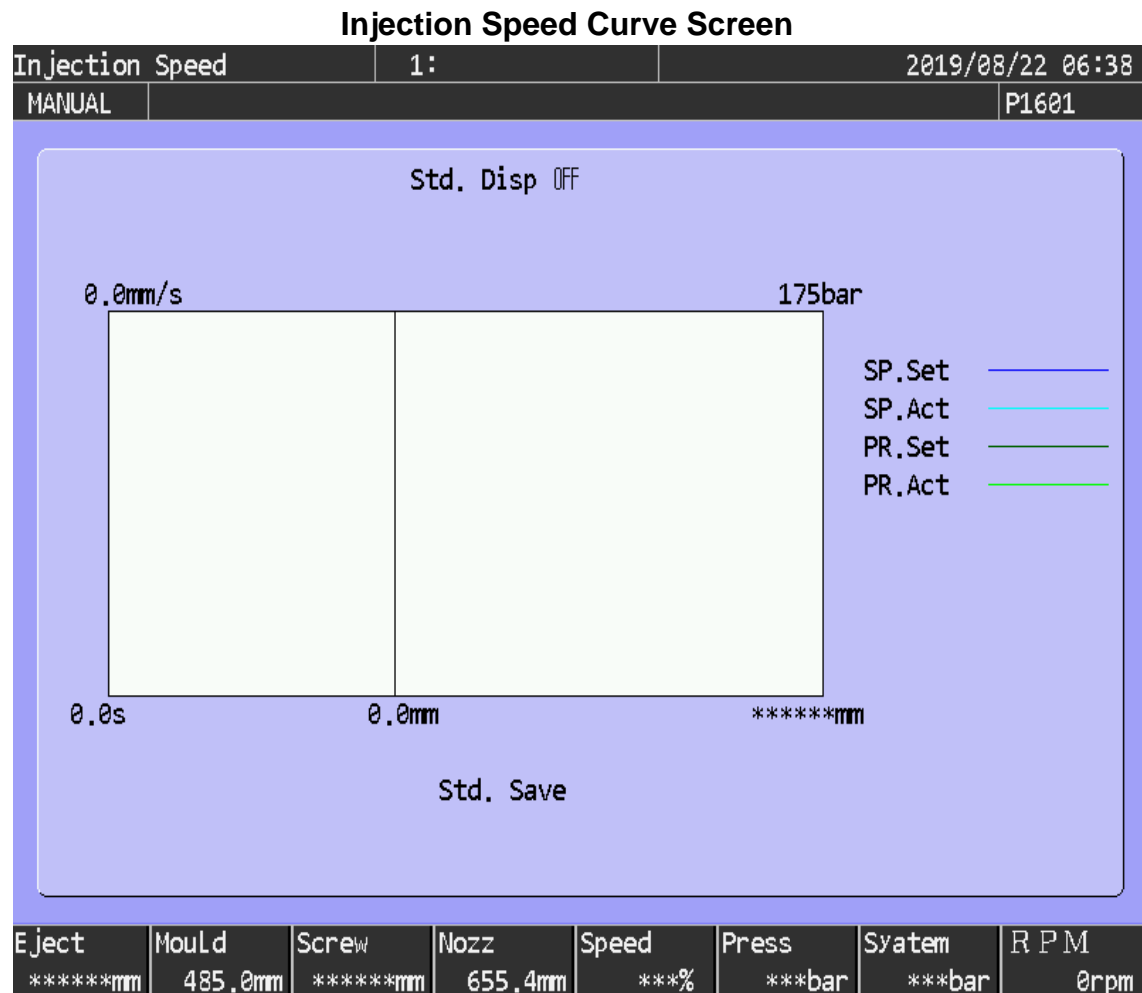 Injection Speed Curve Screen
Injection Speed 1: 2019/08/22 06:38
MANUAL P1601
Std. Disp OFF
0.0mm/s 175bar
SP.Set
SP.Act
PR.Set
PR.Act
0.0s 0.0mm ******mm
Std. Save
Eject Mould Screw Nozz Speed Press Syatem RPM
******mm 485.0mm ******mm 655.4mm ***% ***bar ***bar 0rpm